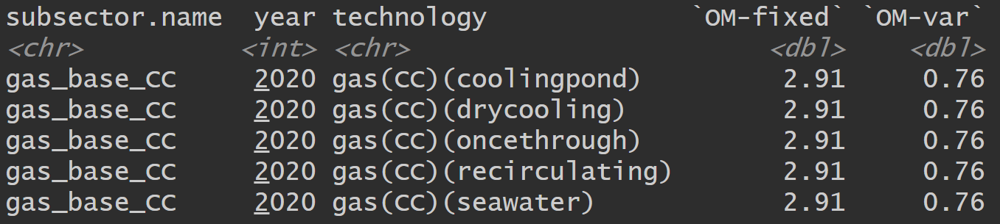 subsector.name year technology `OM-fixed` `OM-var`
<chr> <int> <chr> <dbl> <dbl>
gas_base_CC 2020 gas(CC)(coolingpond) 2.91 0.76
gas_base_CC 2020 gas(CC)(drycooling) 2.91 0.76
gas_base_CC 2020 gas(CC)(oncethrough) 2.91 0.76
gas_base_CC 2020 gas(CC)(recirculating) 2.91 0.76
gas_base_CC 2020 gas(CC)(seawater) 2.91 0.76